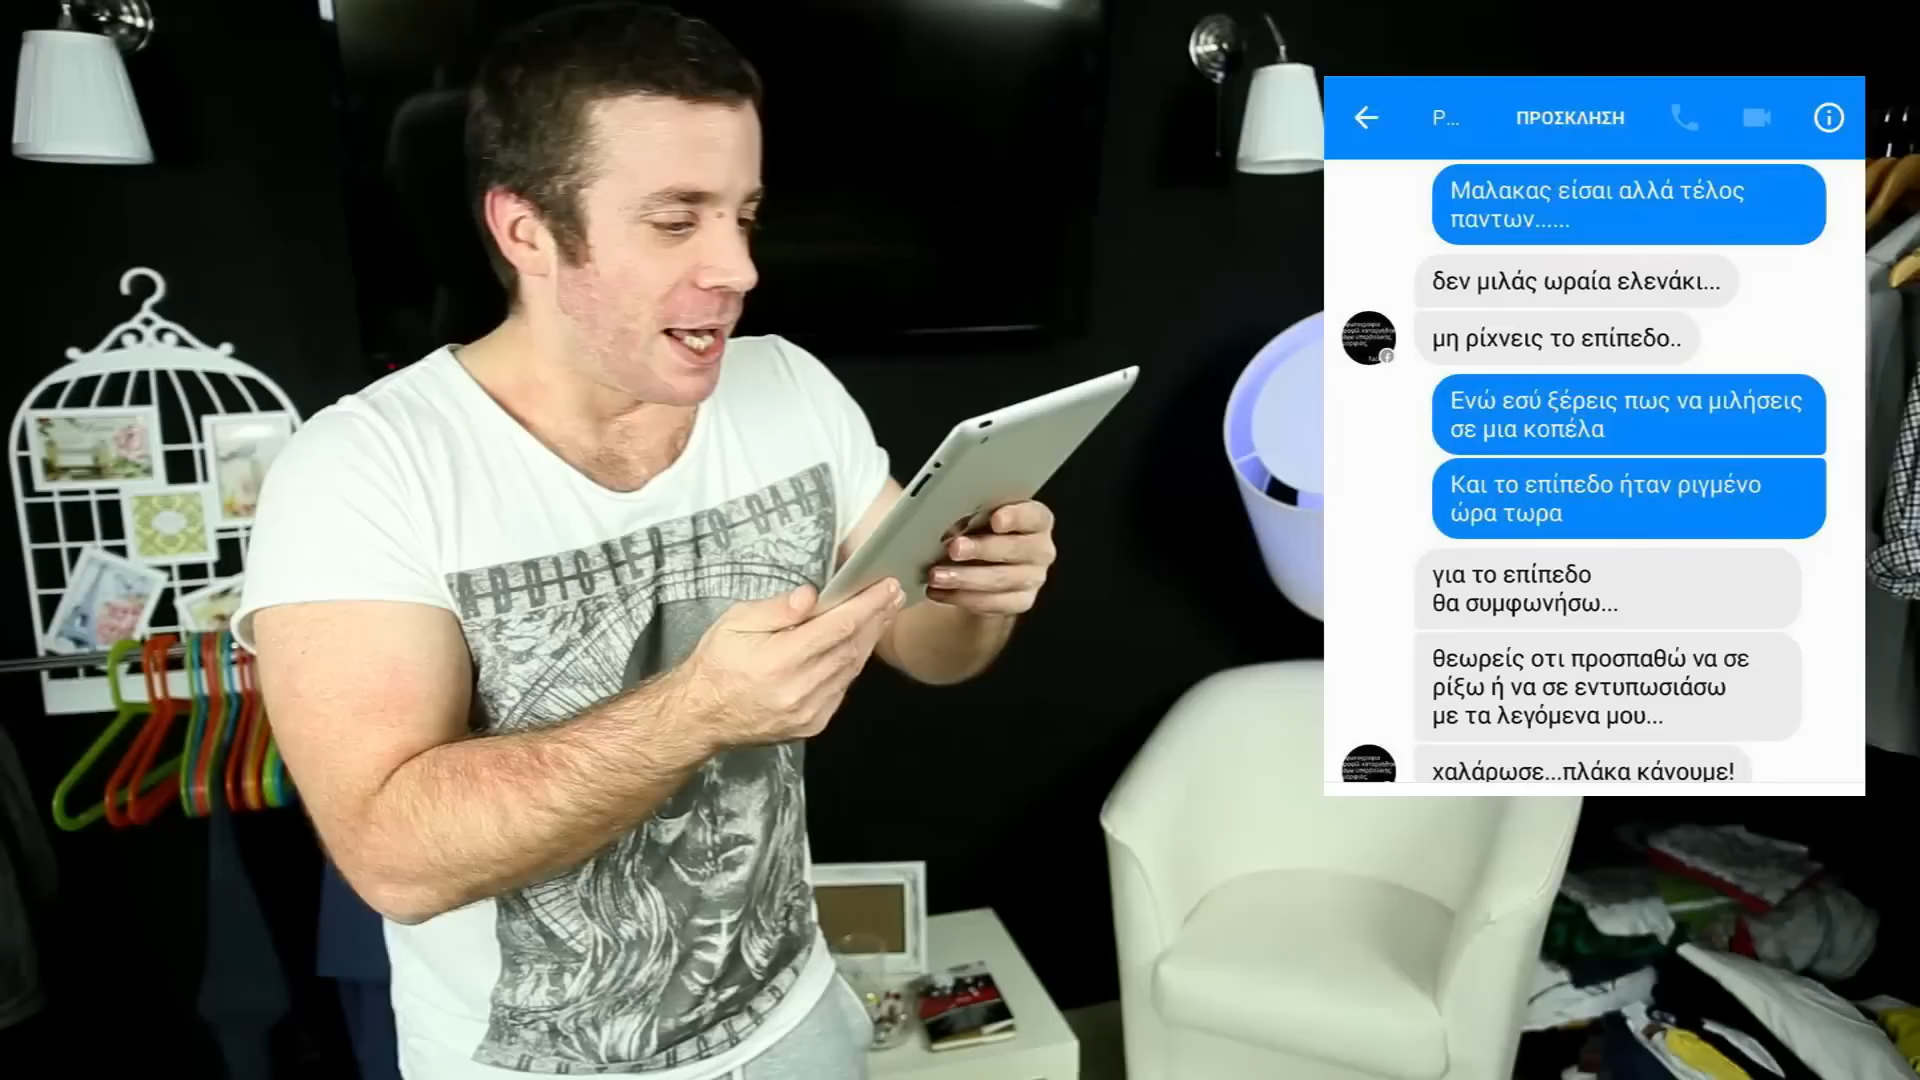 ADDICTED TO DARK
P...
ΠΡΟΣΚΛΗΣΗ
Μαλακας είσαι αλλά τέλος
παντων......
δεν μιλάς ωραία ελενάκι...
μη ρίχνεις το επίπεδο..
Ενώ εσύ ξέρεις πως να μιλήσεις
σε μια κοπέλα
Και το επίπεδο ήταν ριγμένο
ώρα τωρα
για το επίπεδο
θα συμφωνήσω...
θεωρείς οτι προσπαθώ να σε
ρίξω ή να σε εντυπωσιάσω
με τα λεγόμενα μου...
χαλάρωσε...πλάκα κάνουμε!